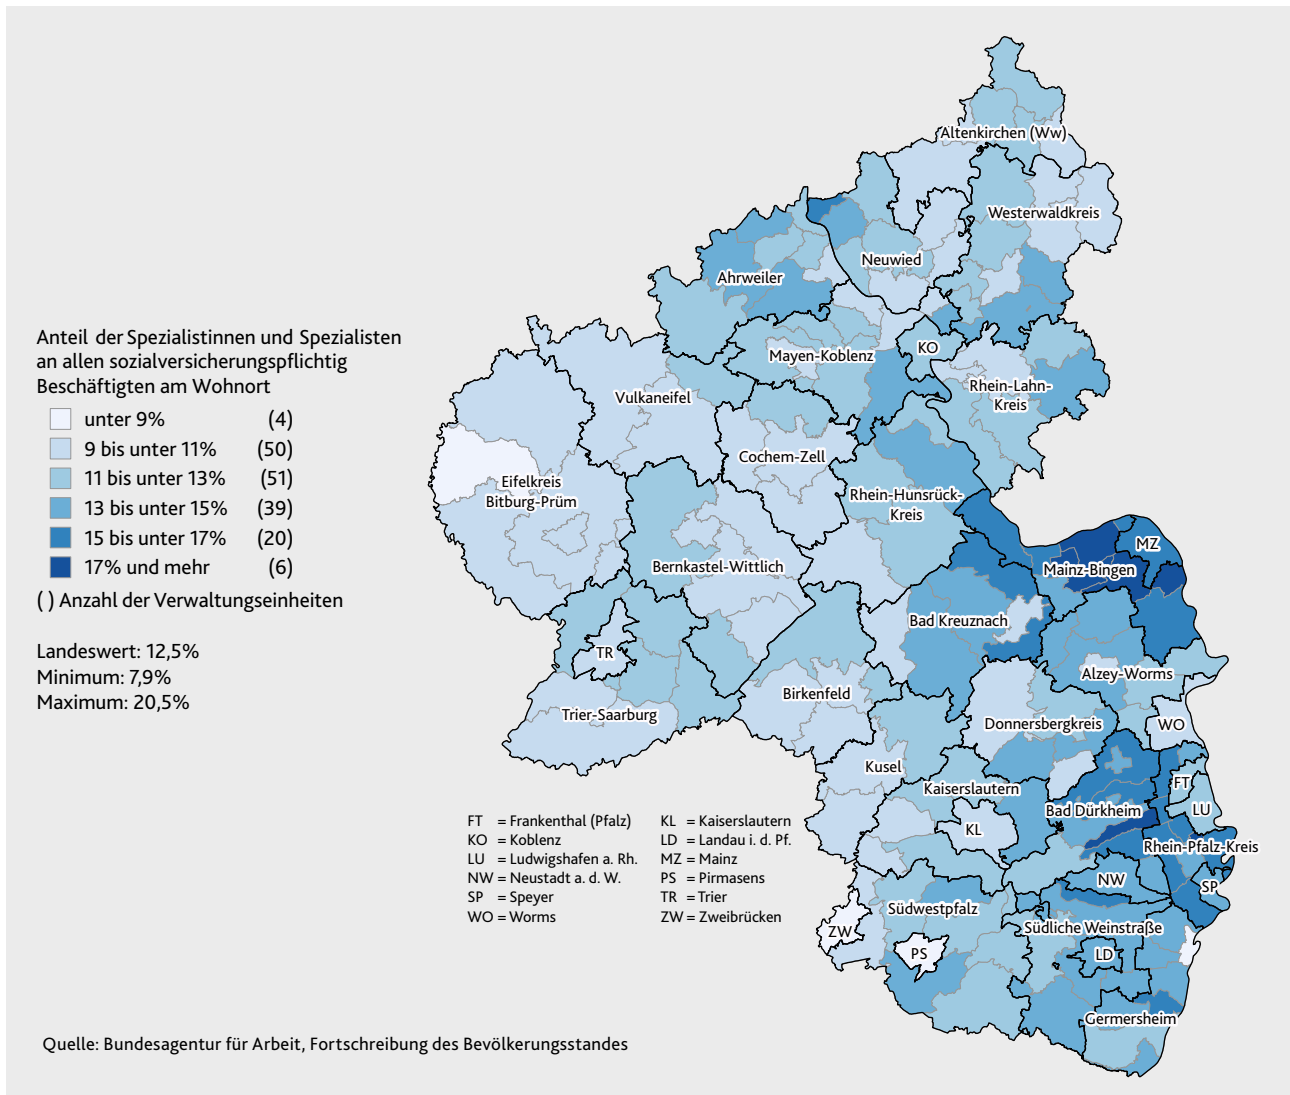 Altenkirchen (Ww)
Westerwaldkreis
Neuwied
Ahrweiler
KO
Mayen-Koblenz
Rhein-Lahn-
Kreis
Vulkaneifel
Cochem-Zell
Eifelkreis
Bitburg-Prüm
Rhein-Hunsrück-
Kreis
MZ
Mainz-Bingen
Bernkastel-Wittlich
Bad Kreuznach
TR
Alzey-Worms
Birkenfeld
Trier-Saarburg
Donnersbergkreis
WO
Kusel
Kaiserslautern
FT
Bad Dürkheim
LU
KL
Rhein-Pfalz-Kreis
NW
SP
Südwestpfalz
ZW
Südliche Weinstraße
PS
LD
Germersheim
Anteil der Spezialistinnen und Spezialisten
an allen sozialversicherungspflichtig
Beschäftigten am Wohnort
unter 9% (4)
9 bis unter 11% (50)
11 bis unter 13% (51)
13 bis unter 15% (39)
15 bis unter 17% (20)
17% und mehr (6)
( ) Anzahl der Verwaltungseinheiten
Landeswert: 12,5%
Minimum: 7,9%
Maximum: 20,5%
FT = Frankenthal (Pfalz) KL = Kaiserslautern
KO = Koblenz LD = Landau i. d. Pf.
LU = Ludwigshafen a. Rh. MZ = Mainz
NW = Neustadt a. d. W. PS = Pirmasens
SP = Speyer TR = Trier
WO = Worms ZW = Zweibrücken
Quelle: Bundesagentur für Arbeit, Fortschreibung des Bevölkerungsstandes